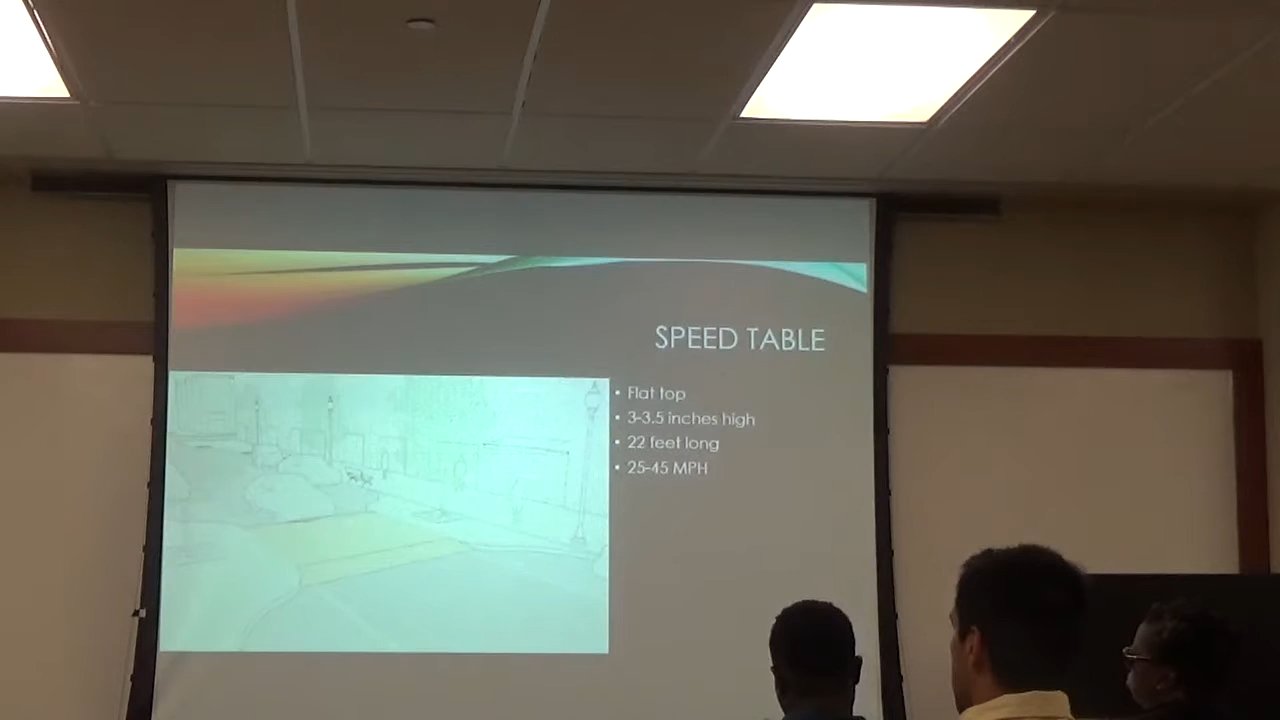 SPEED TABLE
• Flat top
• 3-3.5 inches high
• 22 feet long
• 25-45 MPH